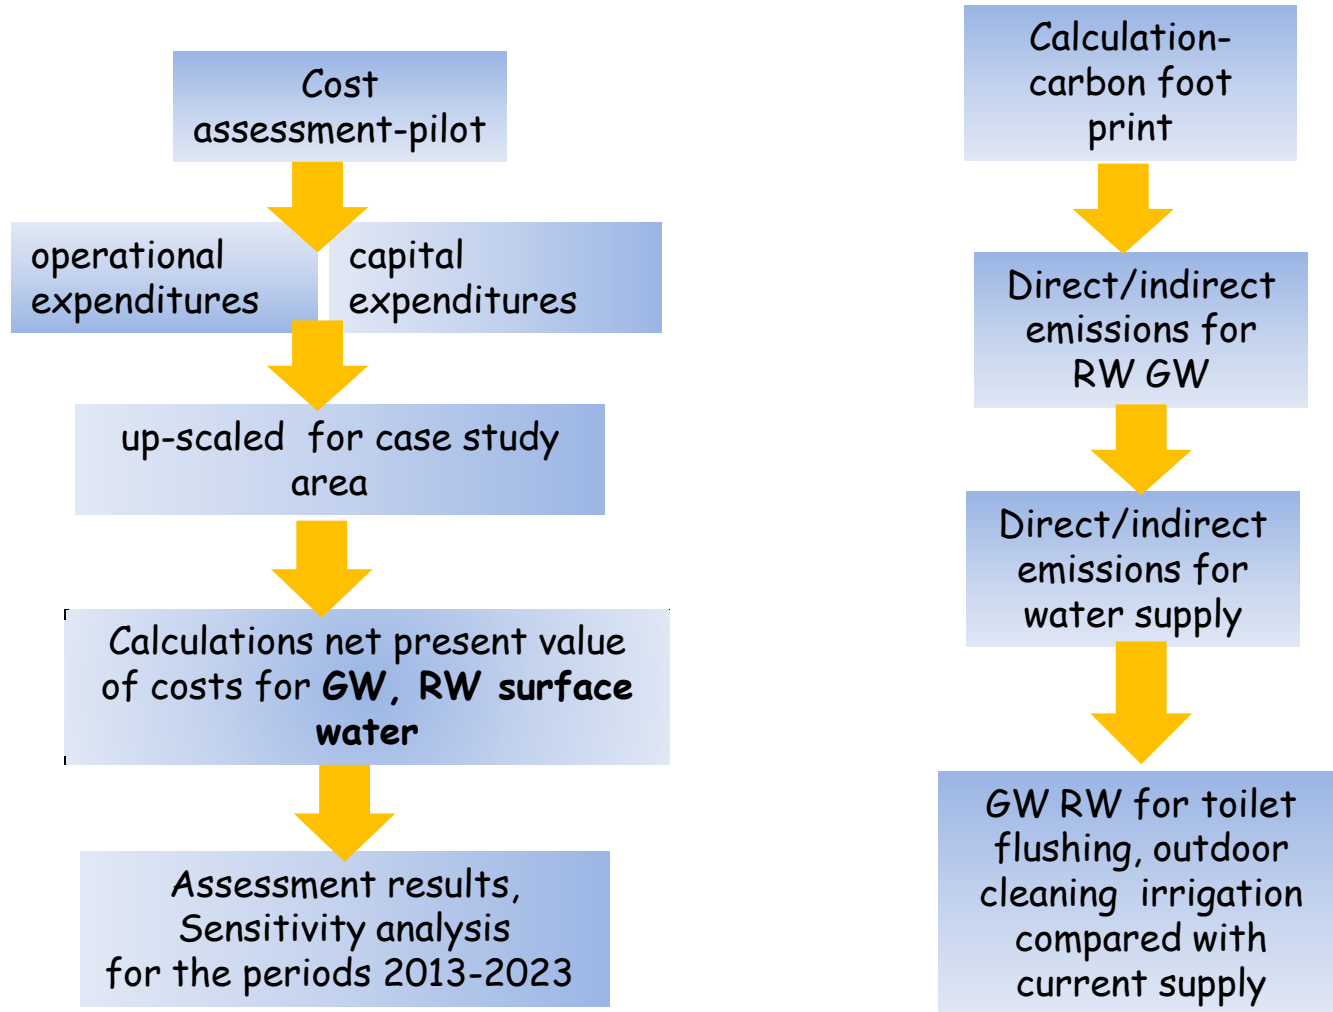 Cost
assessment-pilot
operational
expenditures
capital
expenditures
up-scaled for case study
area
Calculations net present value
of costs for GW, RW surface
water
Assessment results,
Sensitivity analysis
for the periods 2013-2023
Calculation-
carbon foot
print
Direct/indirect
emissions for
RW GW
Direct/indirect
emissions for
water supply
GW RW for toilet
flushing, outdoor
cleaning irrigation
compared with
current supply